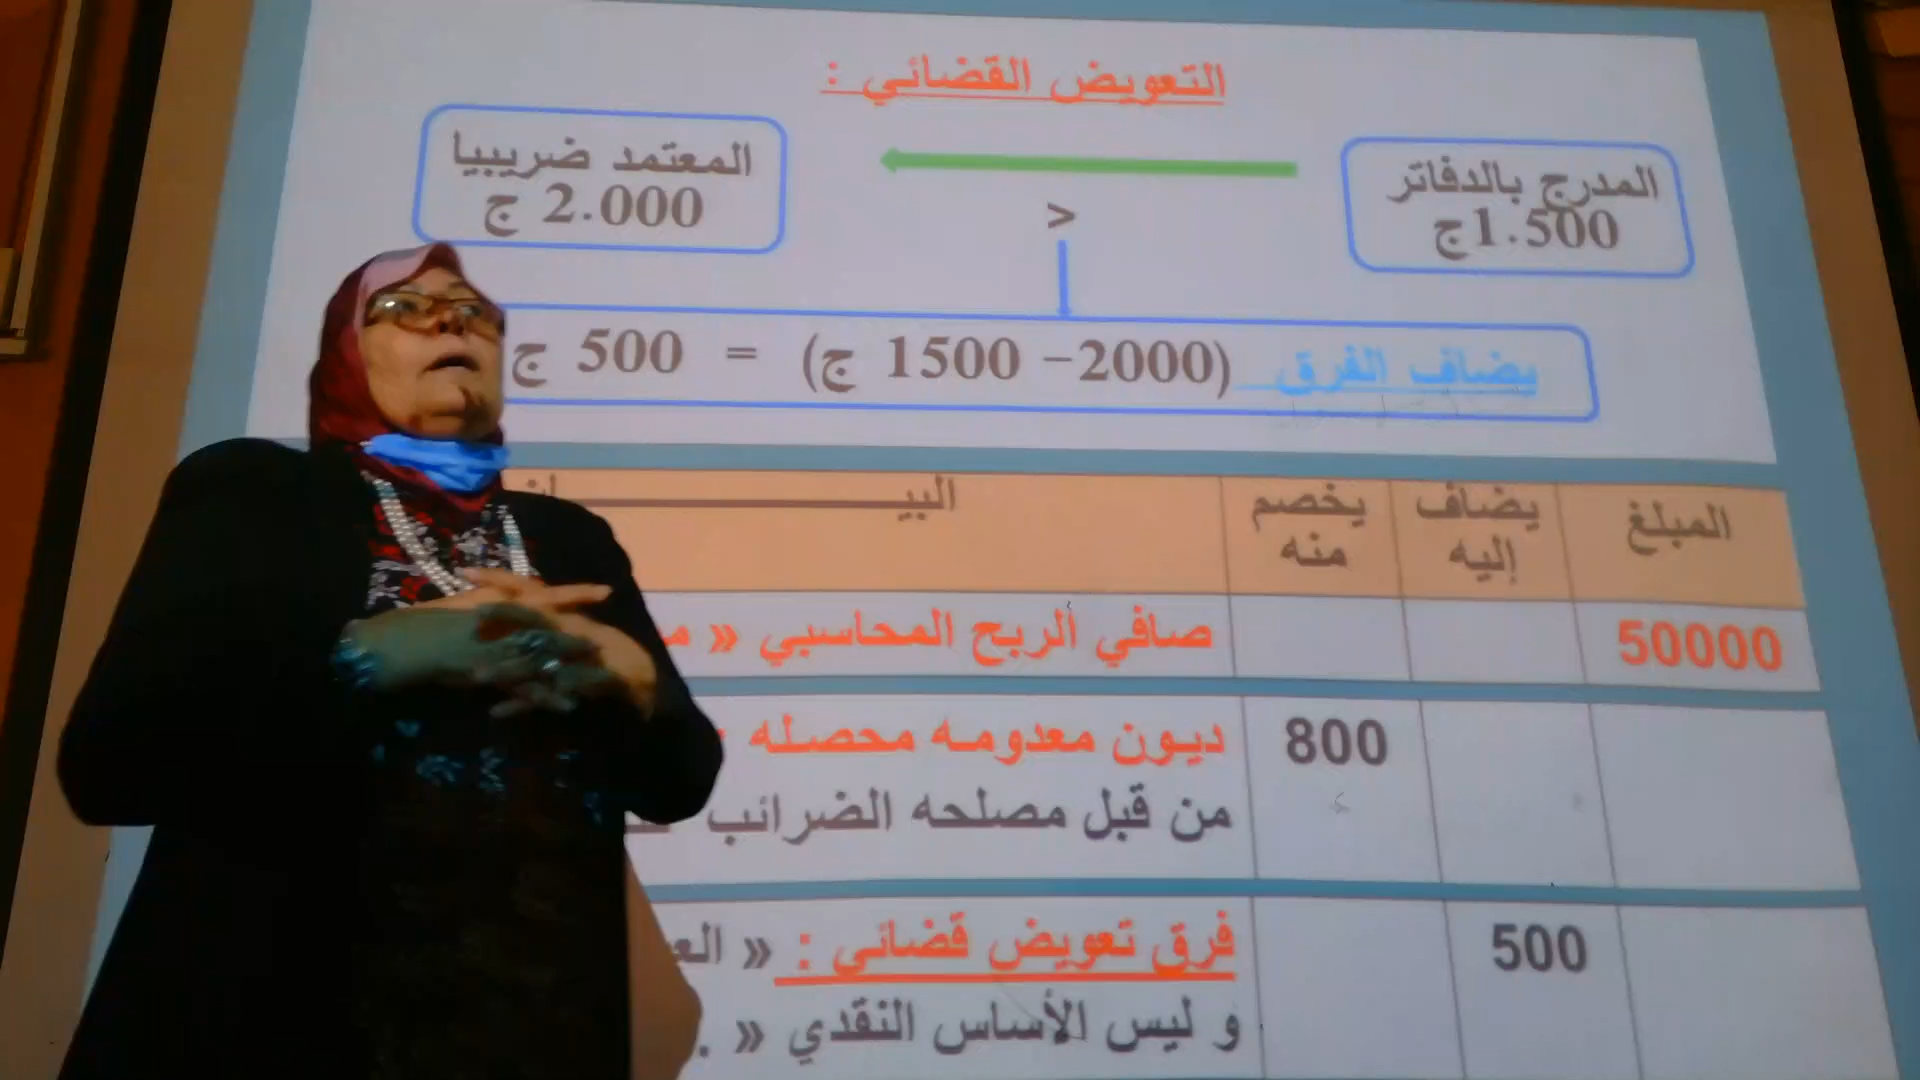 التعويض القضائي :
المدرج بالدفاتر
1.500ج
>
المعتمد ضريبيا
2.000 ج
يضاف الفرق (2000– 1500 ج) = 500 ج
المبلغ
يضاف
إليه
يخصم
منه
50000
صافي الربح المحاسبي »
800
ديون معدومه محصله
من قبل مصلحه الضرائب
500
فرق تعويض قضائي : »
و ليس الأساس النقدي » .